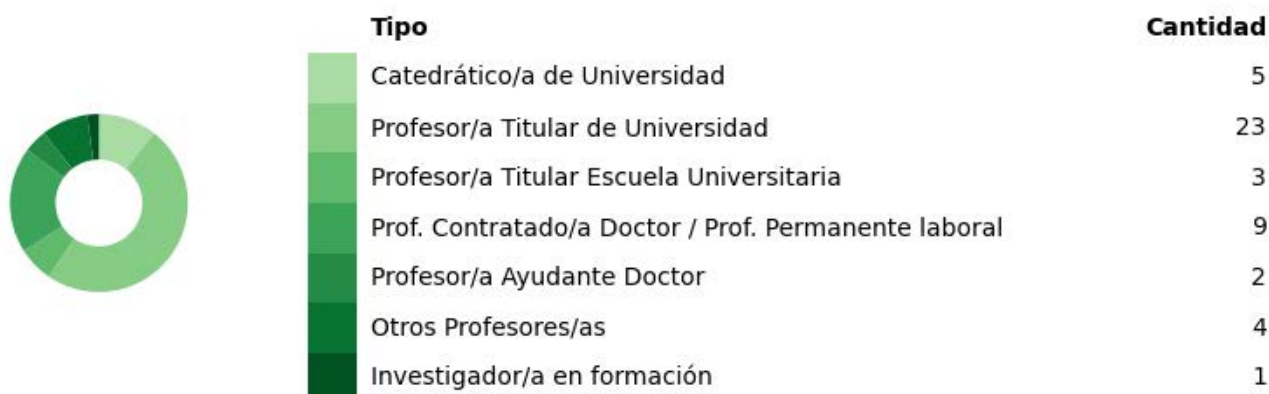 Tipo Cantidad
Catedrático/a de Universidad 5
Profesor/a Titular de Universidad 23
Profesor/a Titular Escuela Universitaria 3
Prof. Contratado/a Doctor / Prof. Permanente laboral 9
Profesor/a Ayudante Doctor 2
Otros Profesores/as 4
Investigador/a en formación 1